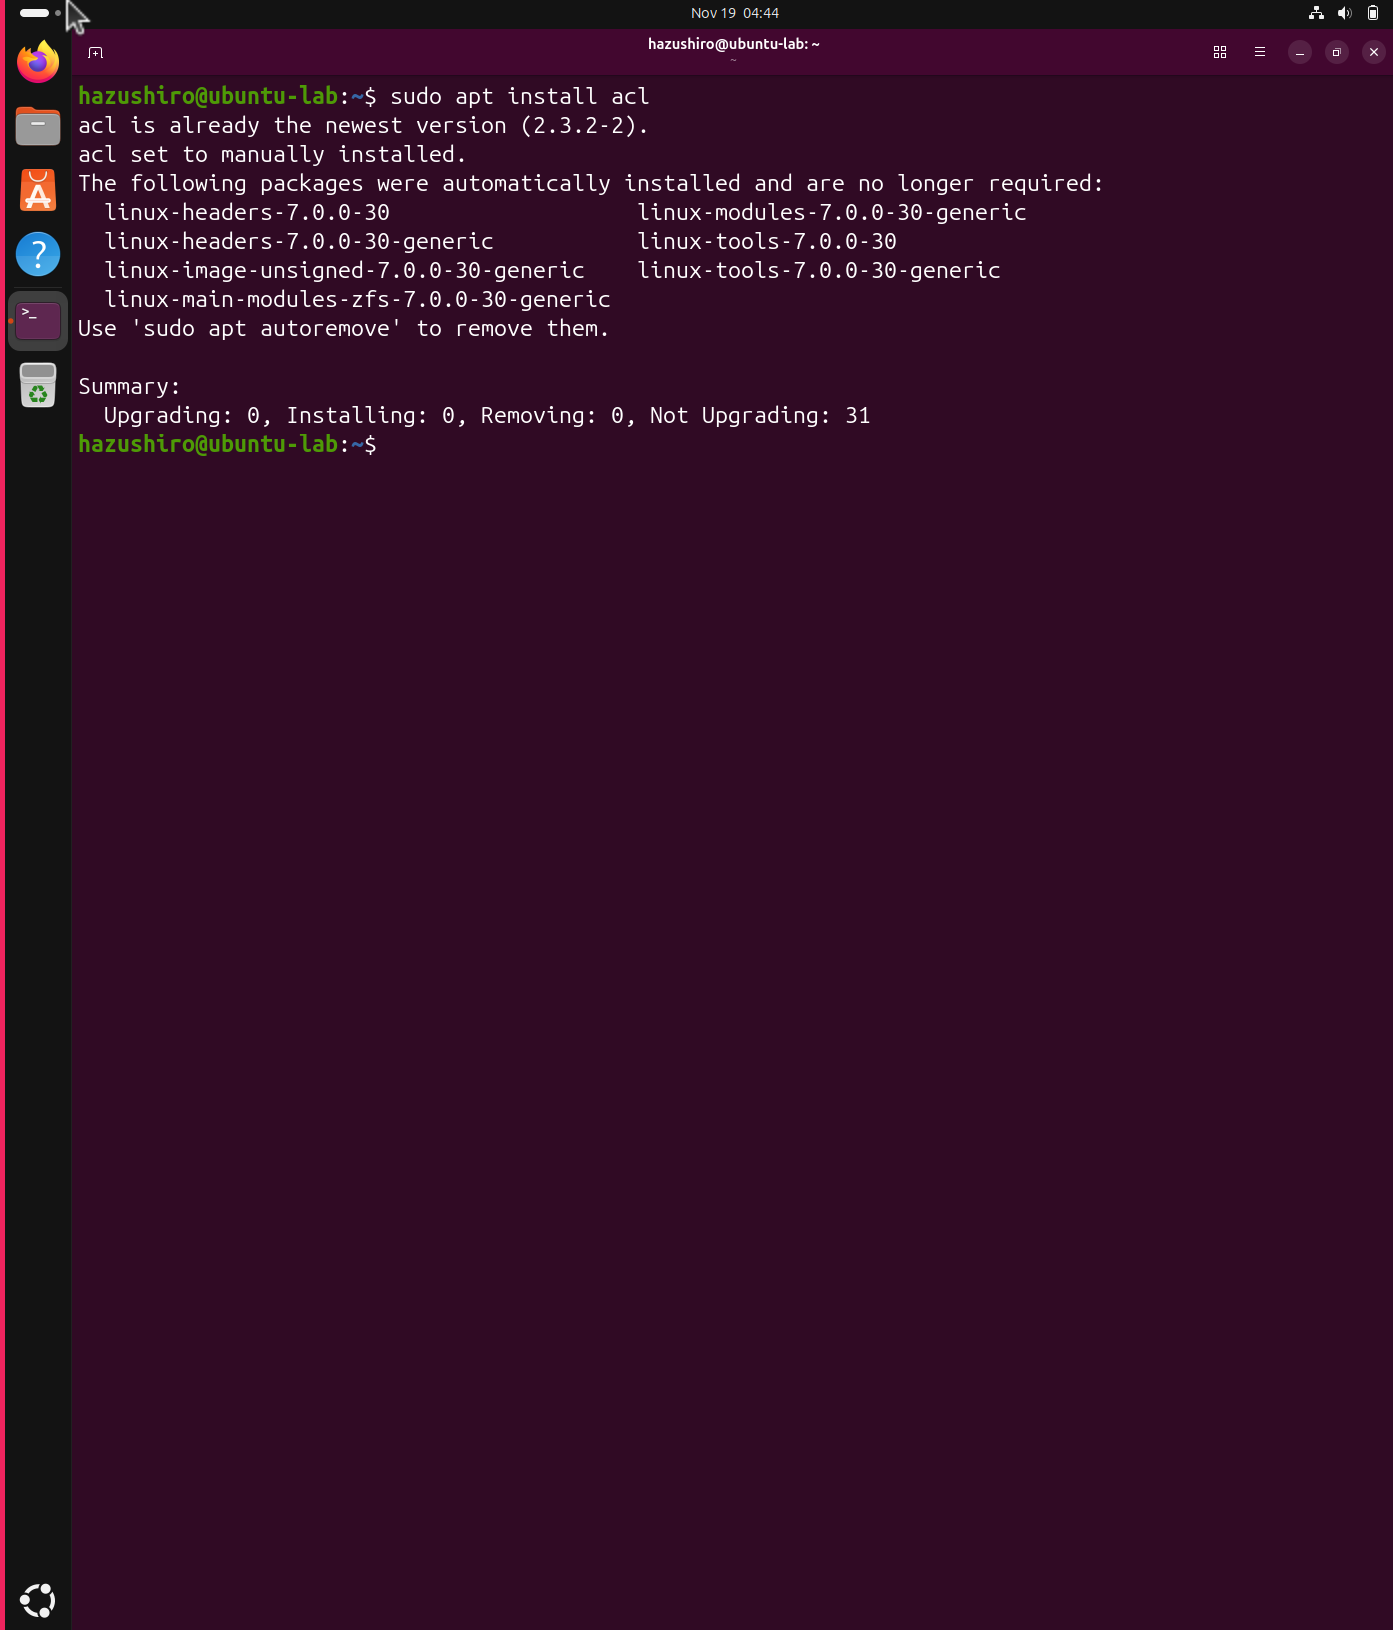 Nov 19 04:44
hazushiro@ubuntu-lab: ~
~
hazushiro@ubuntu-lab:~$ sudo apt install acl
acl is already the newest version (2.3.2-2).
acl set to manually installed.
The following packages were automatically installed and are no longer required:
  linux-headers-7.0.0-30                   linux-modules-7.0.0-30-generic
  linux-headers-7.0.0-30-generic           linux-tools-7.0.0-30
  linux-image-unsigned-7.0.0-30-generic    linux-tools-7.0.0-30-generic
  linux-main-modules-zfs-7.0.0-30-generic
Use 'sudo apt autoremove' to remove them.

Summary:
  Upgrading: 0, Installing: 0, Removing: 0, Not Upgrading: 31
hazushiro@ubuntu-lab:~$